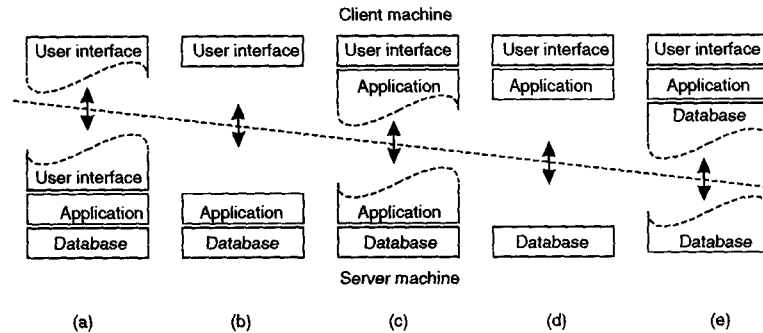 Client machine
User interface
User interface
User interface
User interface
User interface
Application
Application
Application
Database
User interface
Application
Application
Application
Database
Database
Database
Database
Database
Server machine
(a)
(b)
(c)
(d)
(e)